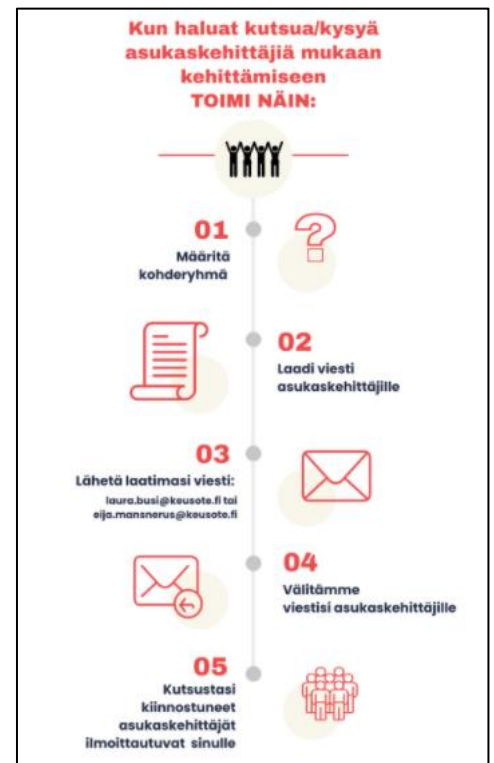 Kun haluat kutsua/kysyä
asukaskehittäjiä mukaan
kehittämiseen
TOIMI NÄIN:
01
Määritä
kohderyhmä
02
Laadi viesti
asukaskehittäjille
03
Lähetä laatimasi viesti:
laura.busi@keusote.fi tai
eija.mansnerus@keusote.fi
04
Välitämme
viestisi asukaskehittäjille
05
Kutsustasi
kiinnostuneet
asukaskehittäjät
ilmoittautuvat sinulle